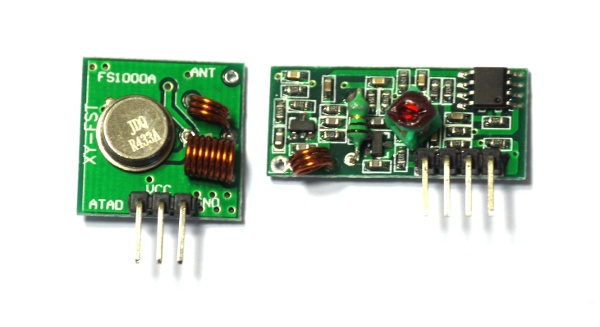 FS1000A
ANT
XY-FST
JDQ
R433A
VCC
ATAD
GND